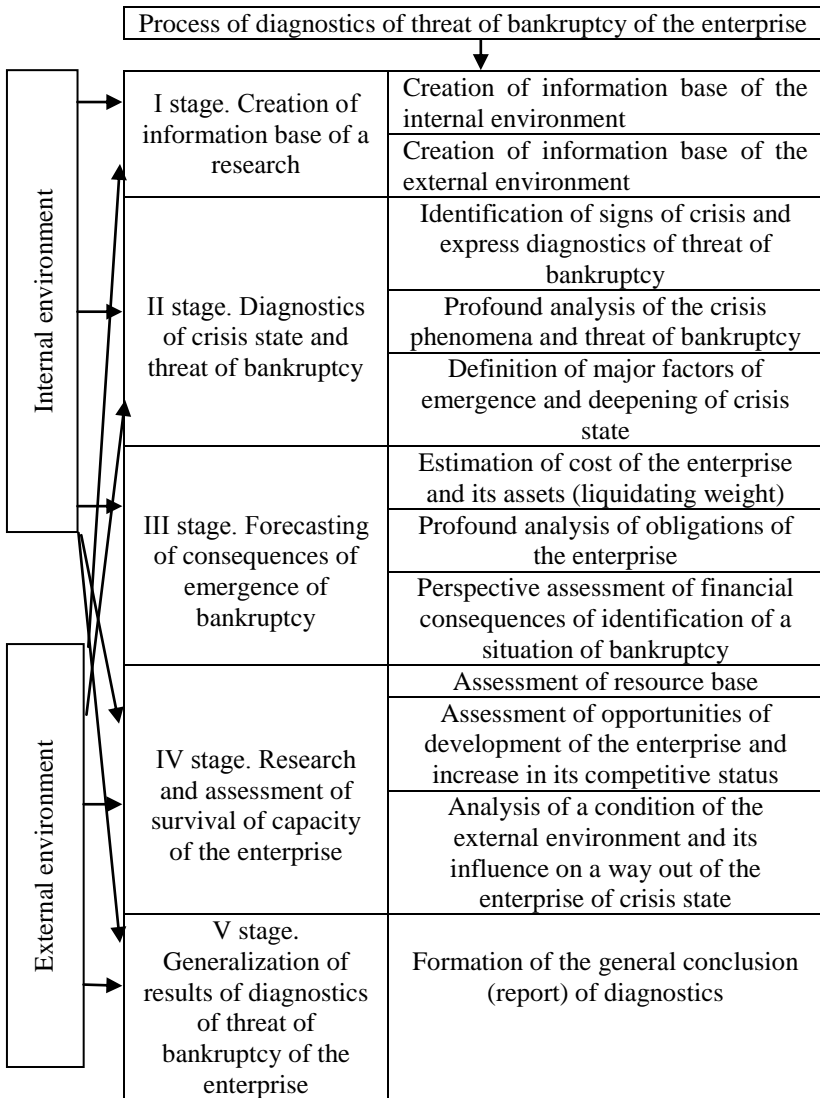 Process of diagnostics of threat of bankruptcy of the enterprise
Internal environment
External environment
I stage. Creation of
information base of a
research
Creation of information base of the
internal environment
Creation of information base of the
external environment
II stage. Diagnostics
of crisis state and
threat of bankruptcy
Identification of signs of crisis and
express diagnostics of threat of
bankruptcy
Profound analysis of the crisis
phenomena and threat of bankruptcy
Definition of major factors of
emergence and deepening of crisis
state
III stage. Forecasting
of consequences of
emergence of
bankruptcy
Estimation of cost of the enterprise
and its assets (liquidating weight)
Profound analysis of obligations of
the enterprise
Perspective assessment of financial
consequences of identification of a
situation of bankruptcy
IV stage. Research
and assessment of
survival of capacity
of the enterprise
Assessment of resource base
Assessment of opportunities of
development of the enterprise and
increase in its competitive status
Analysis of a condition of the
external environment and its
influence on a way out of the
enterprise of crisis state
V stage.
Generalization of
results of diagnostics
of threat of
bankruptcy of the
enterprise
Formation of the general conclusion
(report) of diagnostics